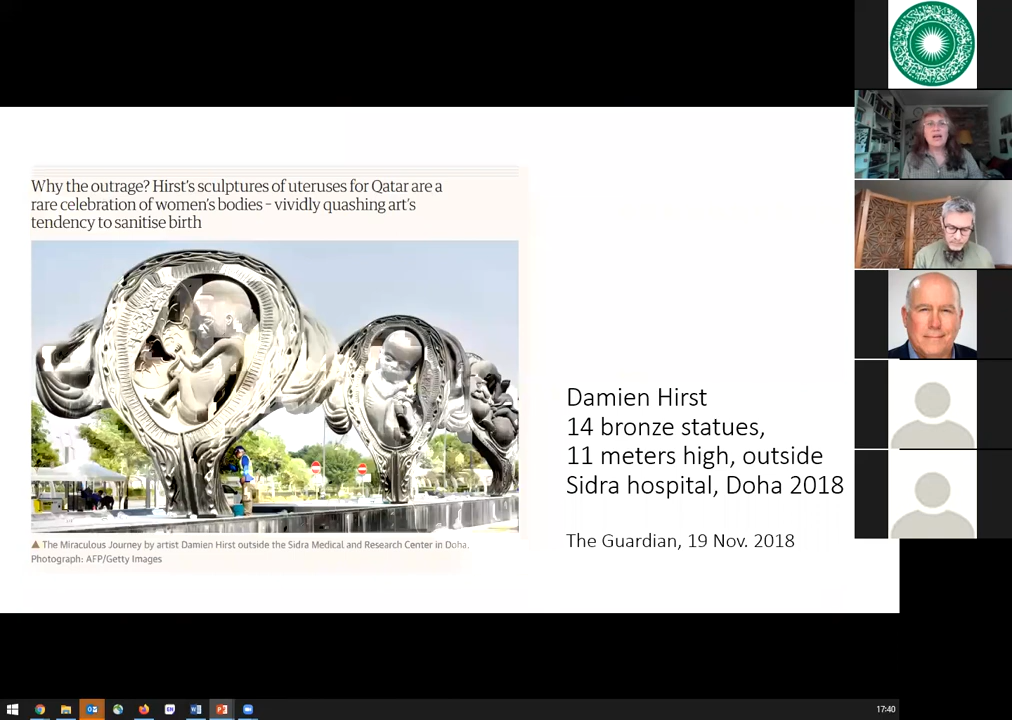 Why the outrage? Hirst's sculptures of uteruses for Qatar are a
rare celebration of women's bodies – vividly quashing art's
tendency to sanitise birth
▲ The Miraculous Journey by artist Damien Hirst outside the Sidra Medical and Research Center in Doha.
Photograph: AFP/Getty Images
Damien Hirst
14 bronze statues,
11 meters high, outside
Sidra hospital, Doha 2018
The Guardian, 19 Nov. 2018
17:40